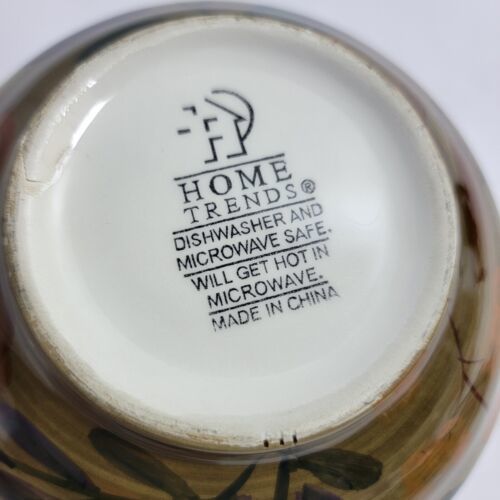 HOME
TRENDS®
DISHWASHER AND
MICROWAVE SAFE.
WILL GET HOT IN
MICROWAVE.
MADE IN CHINA